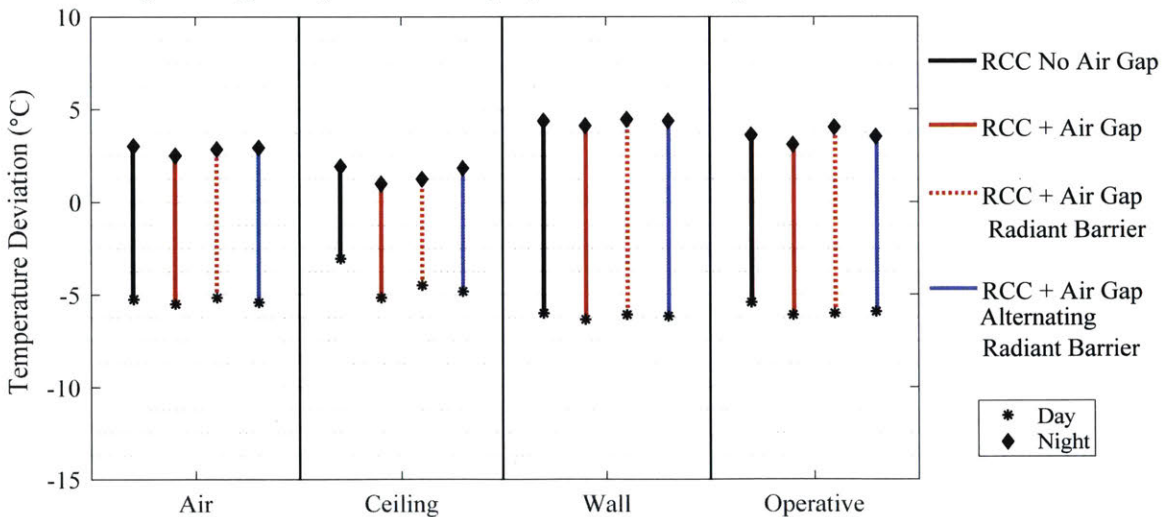 10
5
0
-5
-10
-15
Temperature Deviation (°C)
Air
Ceiling
Wall
Operative
RCC No Air Gap
RCC + Air Gap
RCC + Air Gap
Radiant Barrier
RCC + Air Gap
Alternating
Radiant Barrier
Day
Night